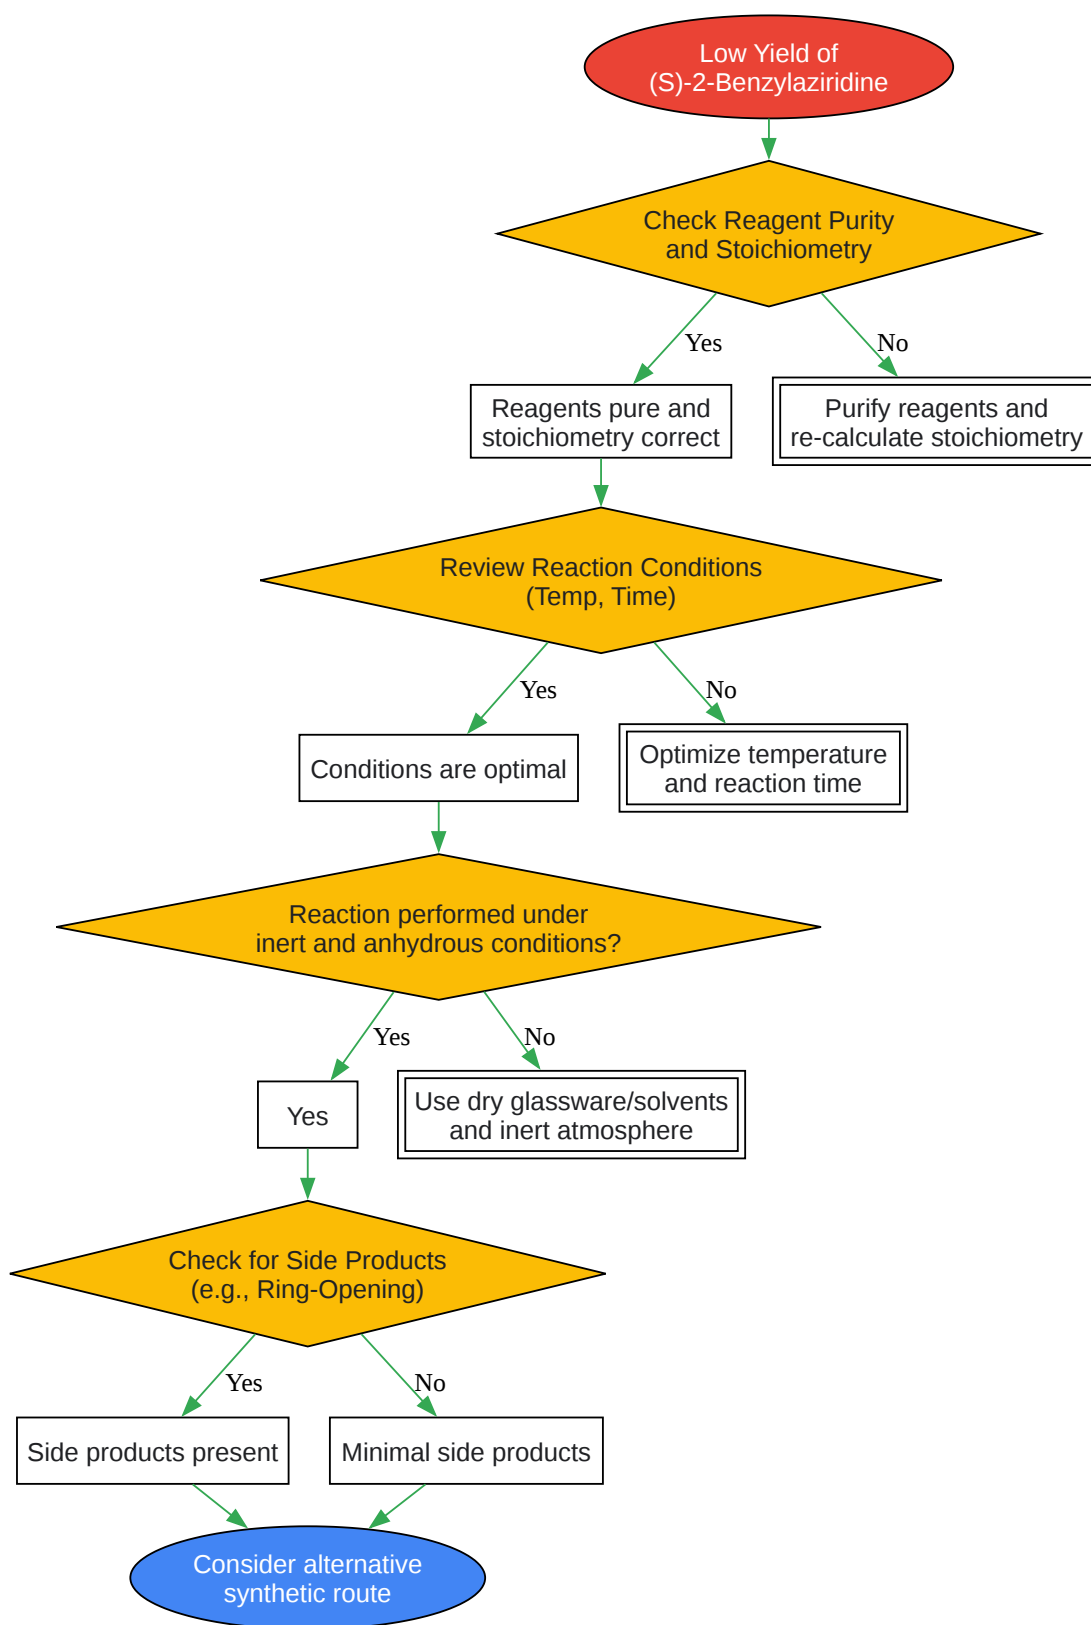 Low Yield of
(S)-2-Benzylaziridine
Check Reagent Purity
and Stoichiometry
Yes
No
Reagents pure and
stoichiometry correct
Purify reagents and
re-calculate stoichiometry
Review Reaction Conditions
(Temp, Time)
Yes
No
Conditions are optimal
Optimize temperature
and reaction time
Reaction performed under
inert and anhydrous conditions?
Yes
No
Yes
Use dry glassware/solvents
and inert atmosphere
Check for Side Products
(e.g., Ring-Opening)
Yes
No
Side products present
Minimal side products
Consider alternative
synthetic route